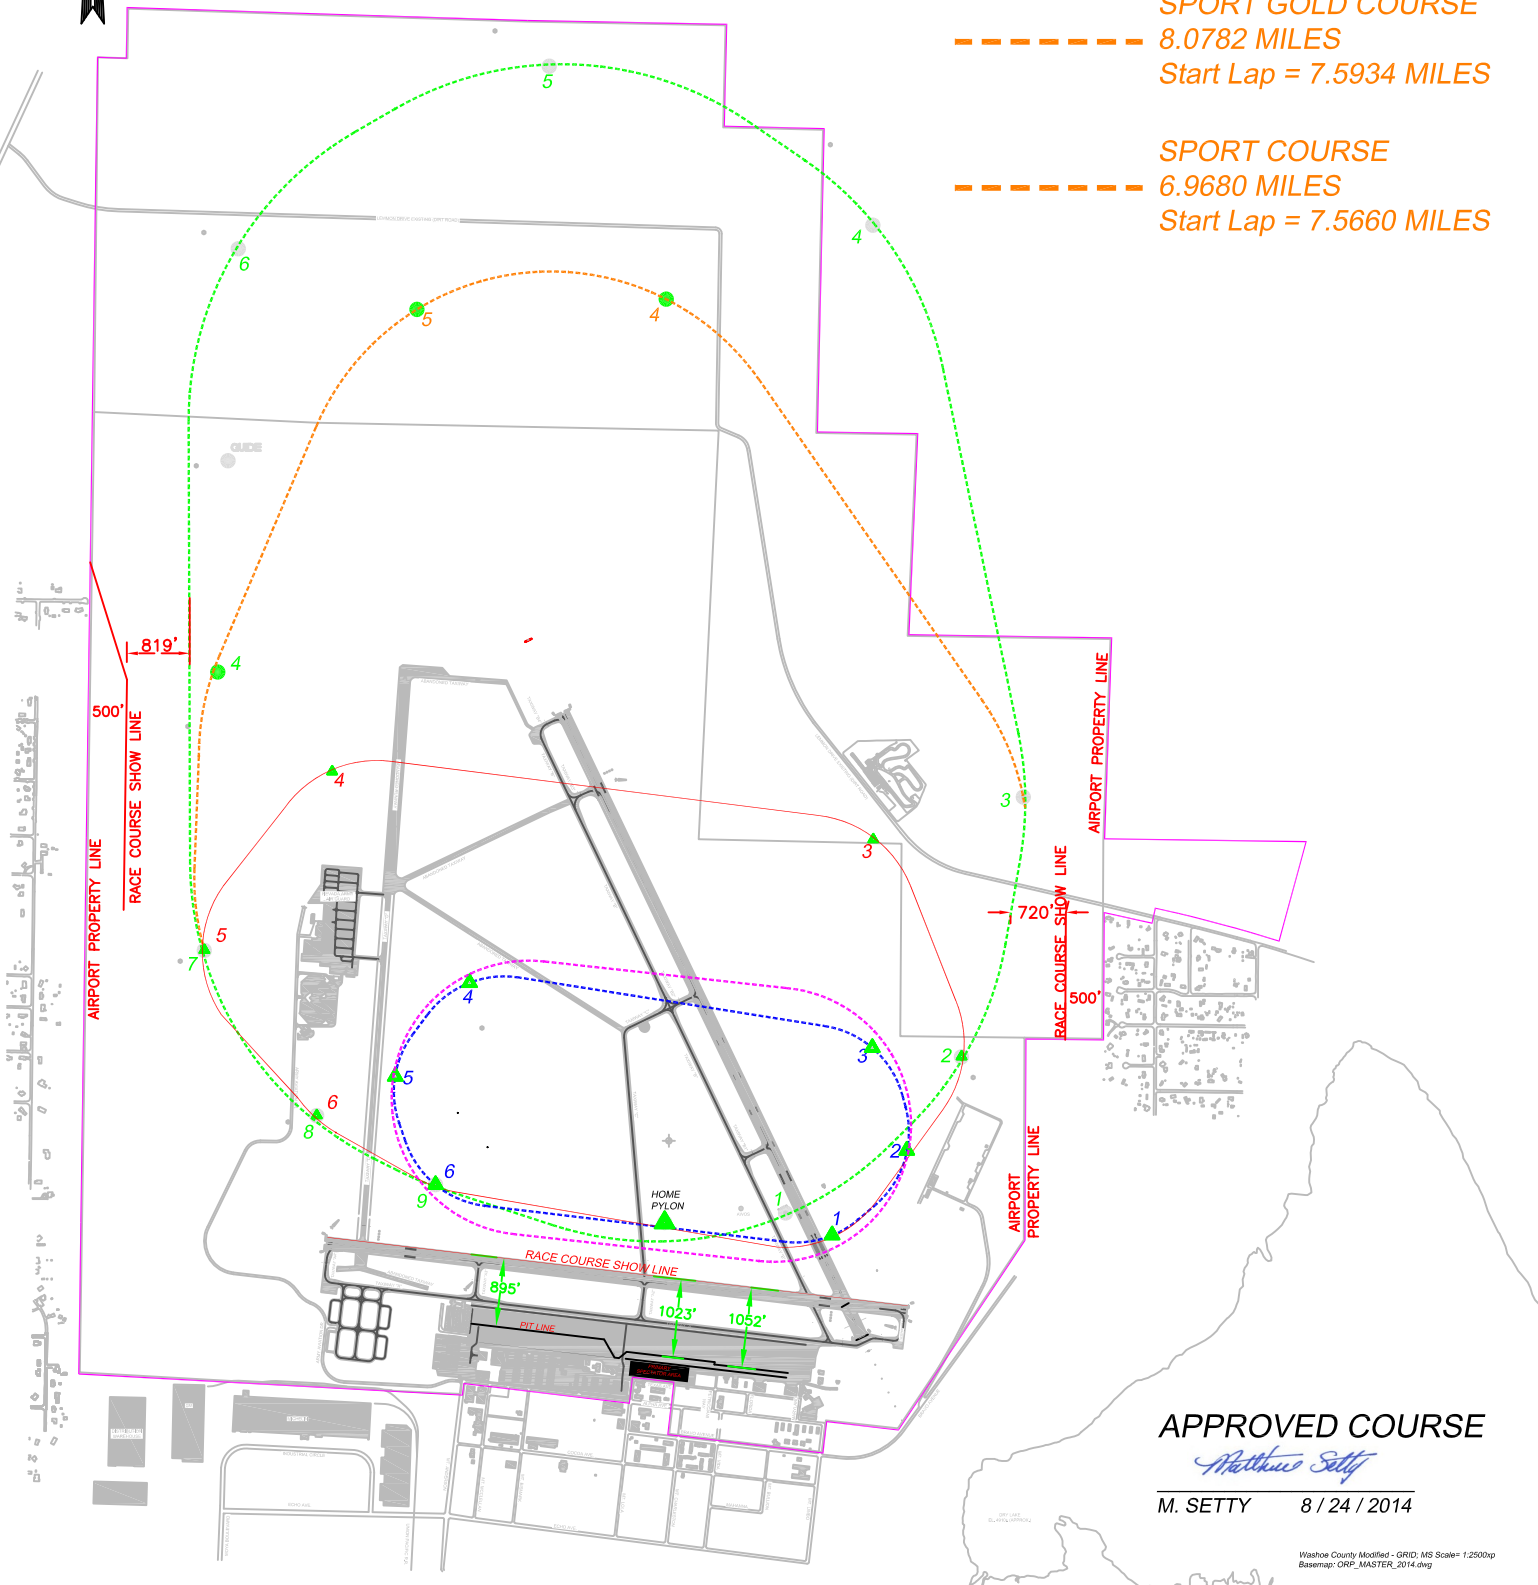 SPORT GOLD COURSE
8.0782 MILES
Start Lap = 7.5934 MILES
SPORT COURSE
6.9680 MILES
Start Lap = 7.5660 MILES
5
4
6
5
4
GUIDE
819'
4
500'
RACE COURSE SHOW LINE
AIRPORT PROPERTY LINE
AIRPORT PROPERTY LINE
4
3
3
RACE COURSE SHOW LINE
720'
500'
5
7
4
3
2
5
6
8
2
6
9
HOME
PYLON
1
1
AIRPORT
PROPERTY LINE
RACE COURSE SHOW LINE
895'
1023'
1052'
PIT LINE
APPROVED COURSE
Matthew Setty
M. SETTY 8 / 24 / 2014
Washoe County Modified - GRID; MS Scale= 1:2500xp
Basemap: ORP_MASTER_2014.dwg